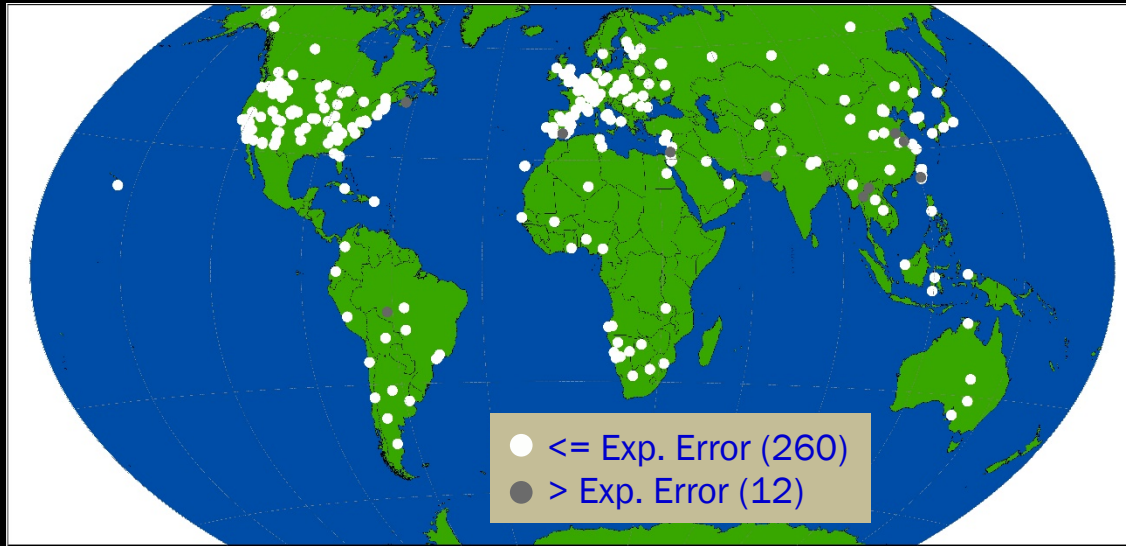 <= Exp. Error (260)
> Exp. Error (12)